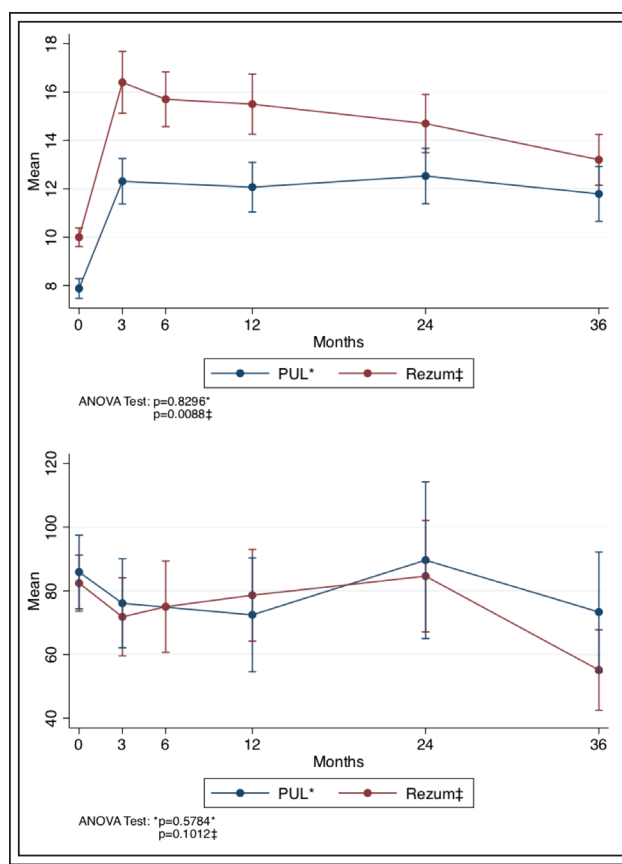 18
16
14
12
10
8
Mean
0 3 6 12 24 36
Months
PUL* Rezum‡
ANOVA Test: p=0.8296*
p=0.0088‡
120
100
80
60
40
Mean
0 3 6 12 24 36
Months
PUL* Rezum‡
ANOVA Test: *p=0.5784*
p=0.1012‡